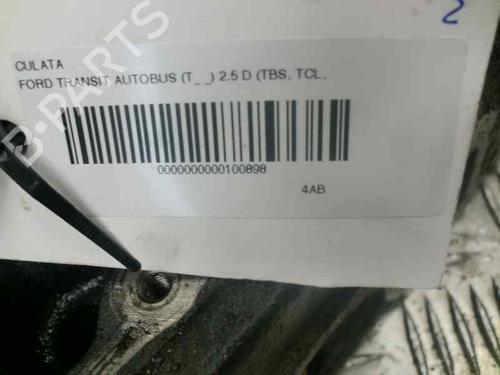 2
CULATA
FORD TRANSIT AUTOBUS (T_ _) 2.5 D (TBS, TCL,
0000000000100898
4AB
B-PARTS